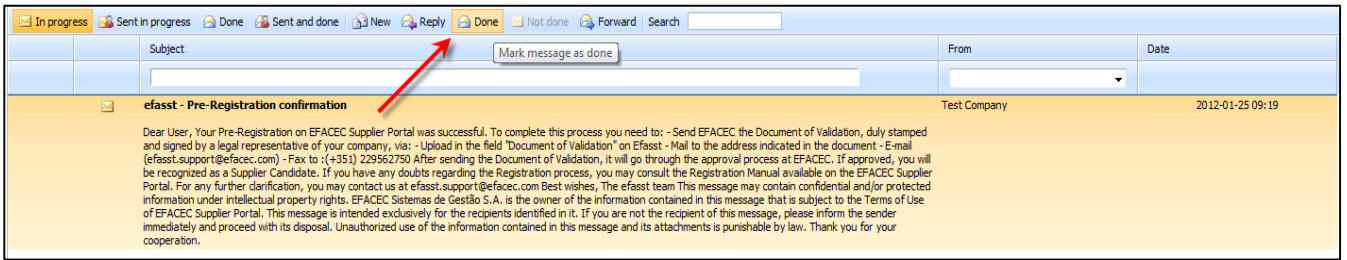 In progress Sent in progress Done Sent and done New Reply Done Not done Forward Search
Mark message as done
Subject From Date
efasst - Pre-Registration confirmation Test Company 2012-01-25 09:19
Dear User, Your Pre-Registration on EFACEC Supplier Portal was successful. To complete this process you need to: - Send EFACEC the Document of Validation, duly stamped
and signed by a legal representative of your company, via: - Upload in the field "Document of Validation" on Efasst - Mail to the address indicated in the document - E-mail
(efasst.support@efacec.com) - Fax to :(+351) 229562750 After sending the Document of Validation, it will go through the approval process at EFACEC. If approved, you will
be recognized as a Supplier Candidate. If you have any doubts regarding the Registration process, you may consult the Registration Manual available on the EFACEC Supplier
Portal. For any further clarification, you may contact us at efasst.support@efacec.com Best wishes, The efasst team This message may contain confidential and/or protected
information under intellectual property rights. EFACEC Sistemas de Gestão S.A. is the owner of the information contained in this message that is subject to the Terms of Use
of EFACEC Supplier Portal. This message is intended exclusively for the recipients identified in it. If you are not the recipient of this message, please inform the sender
immediately and proceed with its disposal. Unauthorized use of the information contained in this message and its attachments is punishable by law. Thank you for your
cooperation.